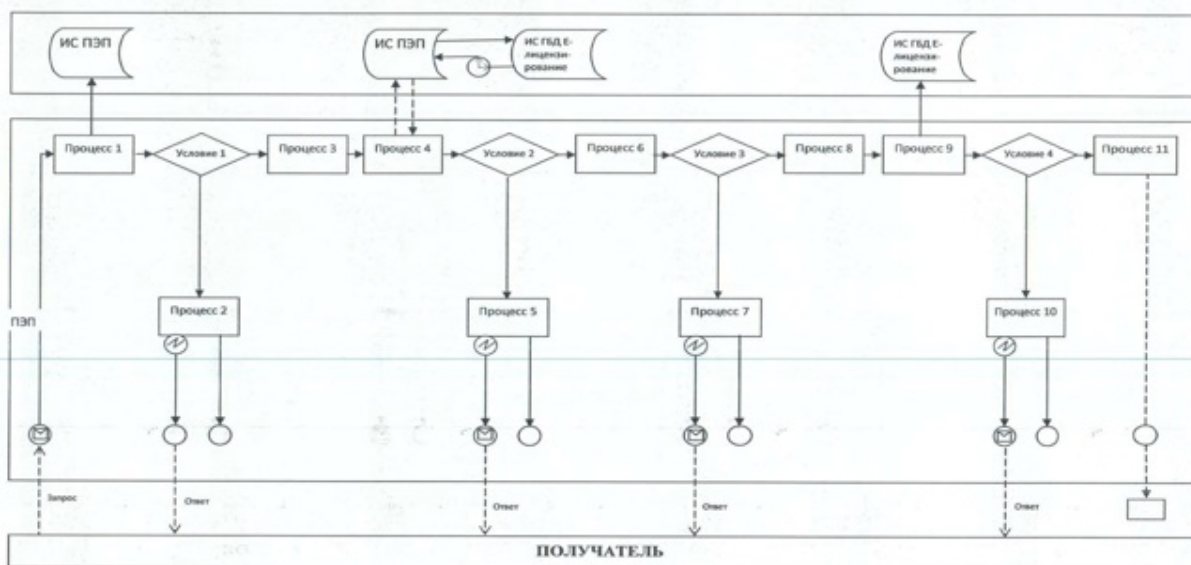 ИС ПЭП
ИС ПЭП
ИС ГБД Е-
лицензи-
рование
ИС ГБД Е-
лицензи-
рование
Процесс 1
Условие 1
Процесс 3
Процесс 4
Условие 2
Процесс 6
Условие 3
Процесс 8
Процесс 9
Условие 4
Процесс 11
Процесс 2
Процесс 5
Процесс 7
Процесс 10
ПЭП
Запрос
Ответ
Ответ
Ответ
Ответ
ПОЛУЧАТЕЛЬ